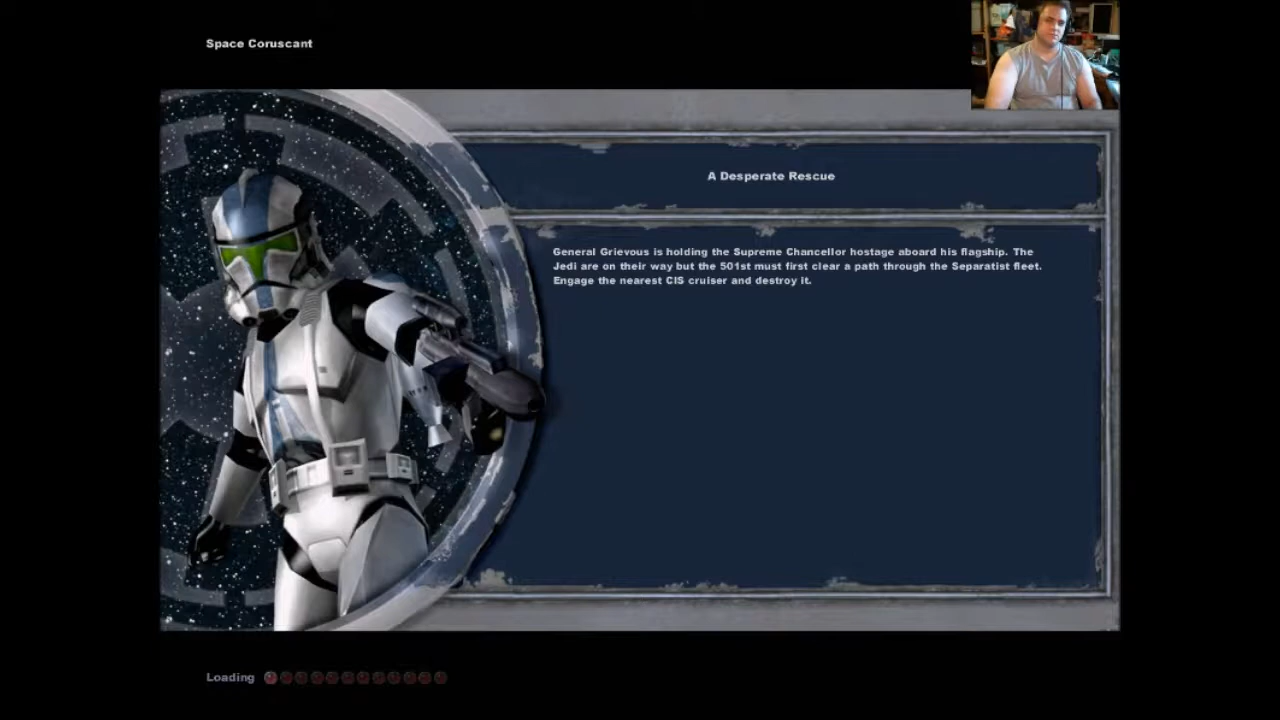 Space Coruscant
A Desperate Rescue
General Grievous is holding the Supreme Chancellor hostage aboard his flagship. The
Jedi are on their way but the 501st must first clear a path through the Separatist fleet.
Engage the nearest CIS cruiser and destroy it.
Loading